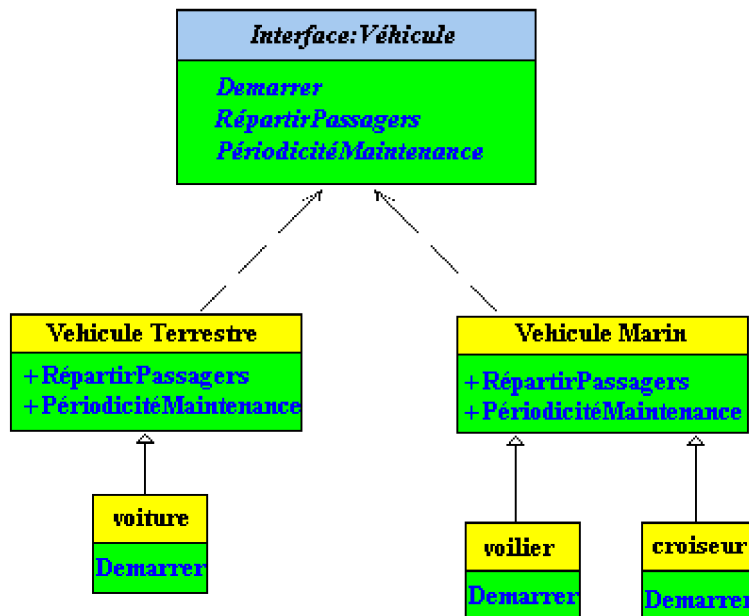 Interface:Véhicule
Demarrer
RépartirPassagers
PériodicitéMaintenance
Vehicule Terrestre
+RépartirPassagers
+PériodicitéMaintenance
Vehicule Marin
+RépartirPassagers
+PériodicitéMaintenance
voiture
Demarrer
voilier
Demarrer
croiseur
Demarrer